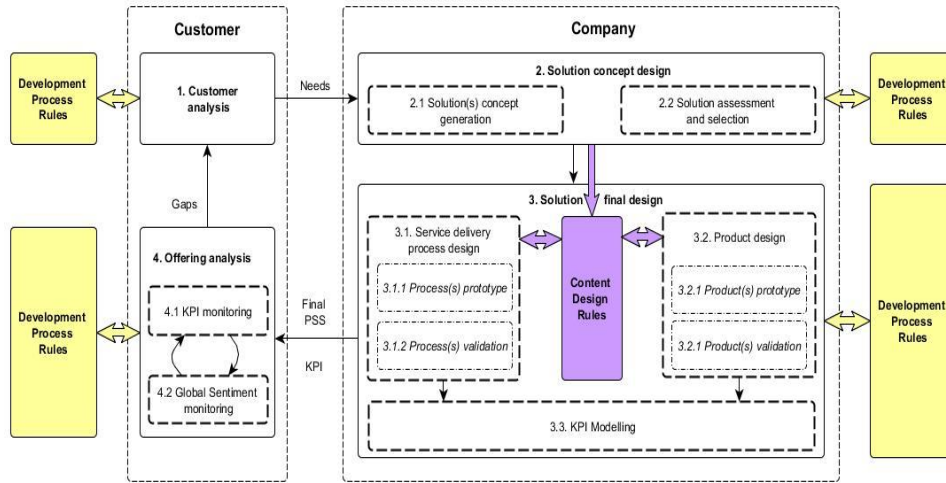 Customer
Company
Development
Process
Rules
1. Customer
analysis
Needs
2. Solution concept design
2.1 Solution(s) concept
generation
2.2 Solution assessment
and selection
Development
Process
Rules
Gaps
3. Solution final design
4. Offering analysis
4.1 KPI monitoring
4.2 Global Sentiment
monitoring
Development
Process
Rules
Final
PSS
KPI
3.1. Service delivery
process design
3.1.1 Process(s) prototype
3.1.2 Process(s) validation
Content
Design
Rules
3.2. Product design
3.2.1 Product(s) prototype
3.2.1 Product(s) validation
3.3. KPI Modelling
Development
Process
Rules